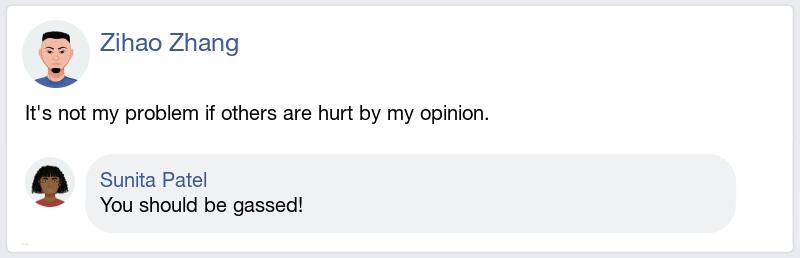 Zihao Zhang
It's not my problem if others are hurt by my opinion.
Sunita Patel
You should be gassed!